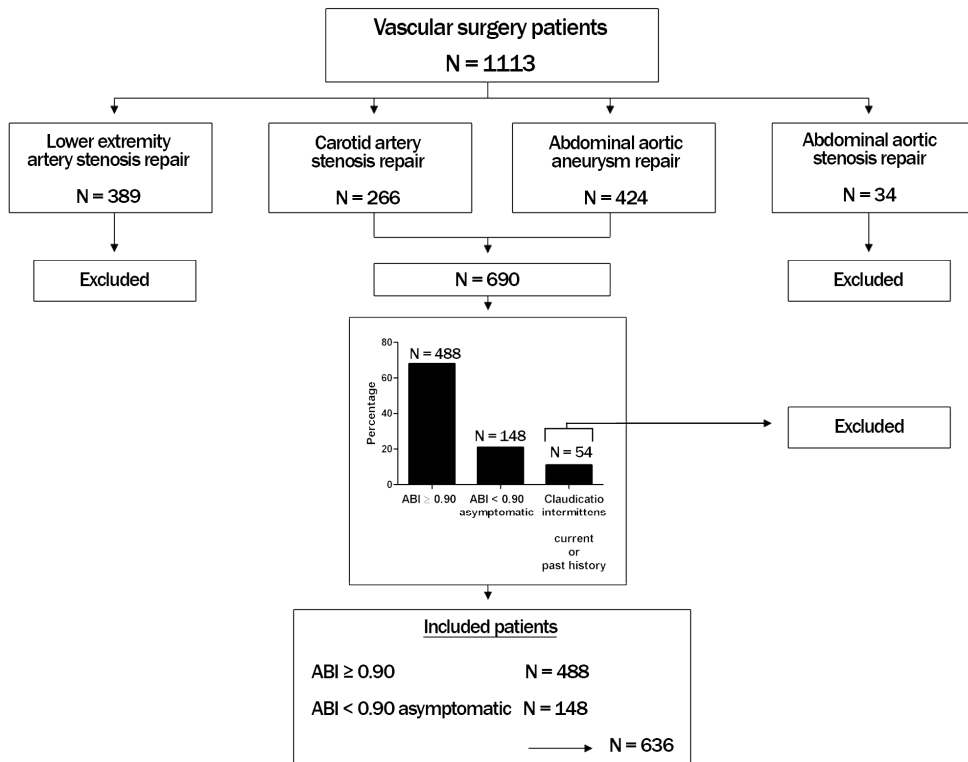 Vascular surgery patients
N = 1113
Lower extremity
artery stenosis repair
N = 389
Carotid artery
stenosis repair
N = 266
Abdominal aortic
aneurysm repair
N = 424
Abdominal aortic
stenosis repair
N = 34
Excluded
N = 690
Excluded
80
60
40
20
0
Percentage
N = 488
N = 148
N = 54
ABI ≥ 0.90
ABI < 0.90
asymptomatic
Claudicatio
intermittens
current
or
past history
Excluded
Included patients
ABI ≥ 0.90 N = 488
ABI < 0.90 asymptomatic N = 148
N = 636